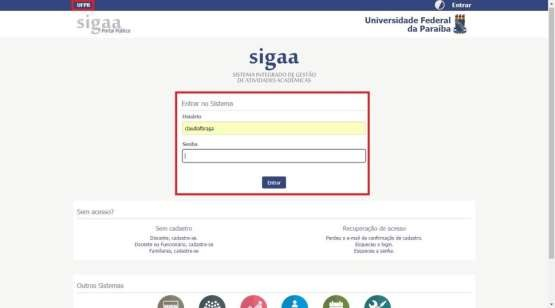 UFPB
Entrar
sigaa
Portal Público
Universidade Federal
da Paraíba
sigaa
SISTEMA INTEGRADO DE GESTÃO
DE ATIVIDADES ACADÊMICAS
Entrar no Sistema
Usuário
claudiafbraga
Senha
Entrar
Sem acesso?
Sem cadastro
Discente, cadastre-se.
Docente ou Funcionário, cadastre-se
Familiares, cadastre-se
Recuperação de acesso
Perdeu o e-mail de confirmação de cadastro.
Esqueceu o login.
Esqueceu a senha.
Outros Sistemas